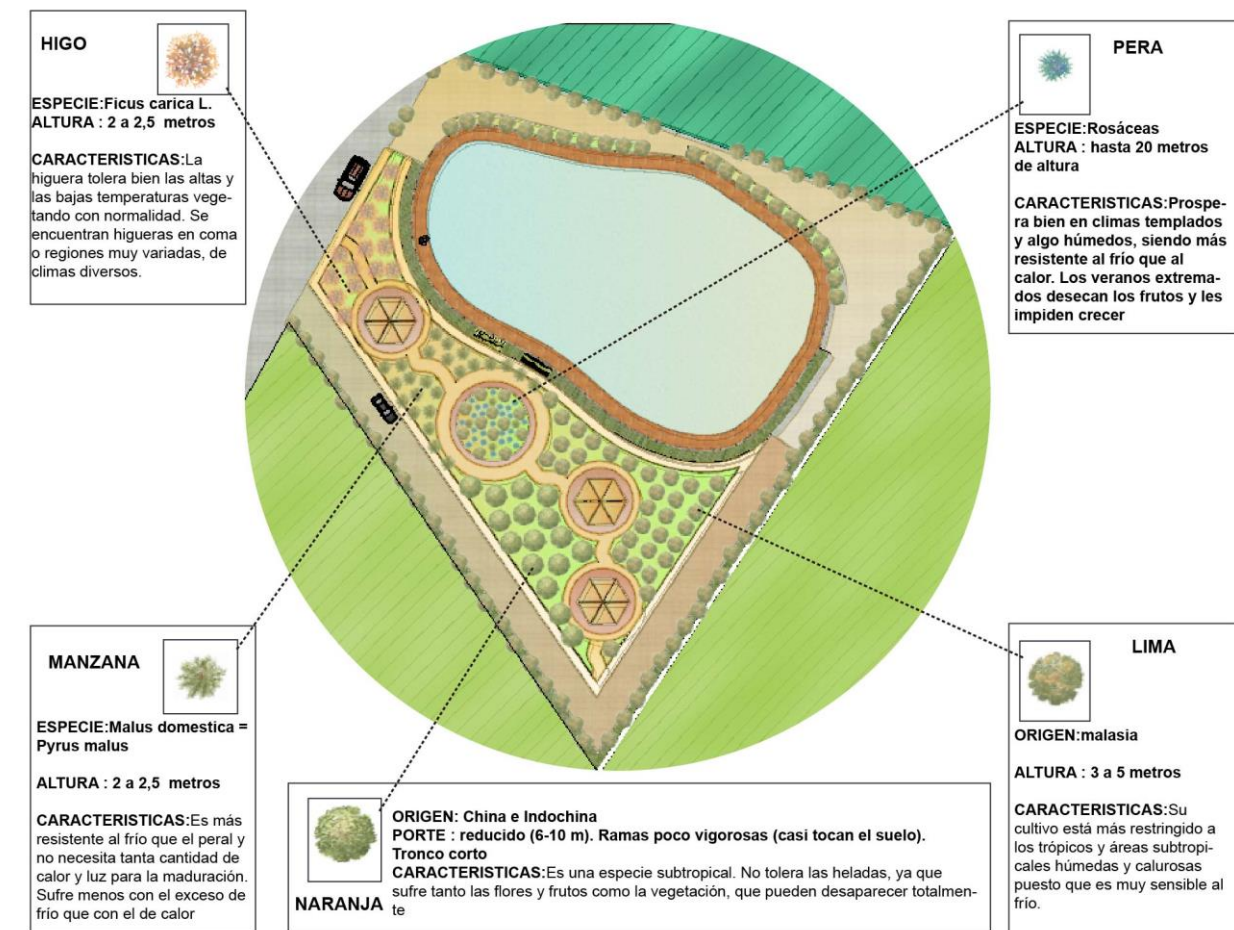 HIGO
ESPECIE:Ficus carica L.
ALTURA : 2 a 2,5 metros
CARACTERISTICAS:La
higuera tolera bien las altas y
las bajas temperaturas vege-
tando con normalidad. Se
encuentran higueras en coma
o regiones muy variadas, de
climas diversos.
PERA
ESPECIE:Rosáceas
ALTURA : hasta 20 metros
de altura
CARACTERISTICAS:Prospe-
ra bien en climas templados
y algo húmedos, siendo más
resistente al frío que al
calor. Los veranos extrema-
dos desecan los frutos y les
impiden crecer
MANZANA
ESPECIE:Malus domestica =
Pyrus malus
ALTURA : 2 a 2,5 metros
CARACTERISTICAS:Es más
resistente al frío que el peral y
no necesita tanta cantidad de
calor y luz para la maduración.
Sufre menos con el exceso de
frío que con el de calor
NARANJA
ORIGEN: China e Indochina
PORTE : reducido (6-10 m). Ramas poco vigorosas (casi tocan el suelo).
Tronco corto
CARACTERISTICAS:Es una especie subtropical. No tolera las heladas, ya que
sufre tanto las flores y frutos como la vegetación, que pueden desaparecer totalmen-
te
LIMA
ORIGEN:malasia
ALTURA : 3 a 5 metros
CARACTERISTICAS:Su
cultivo está más restringido a
los trópicos y áreas subtropi-
cales húmedas y calurosas
puesto que es muy sensible al
frío.